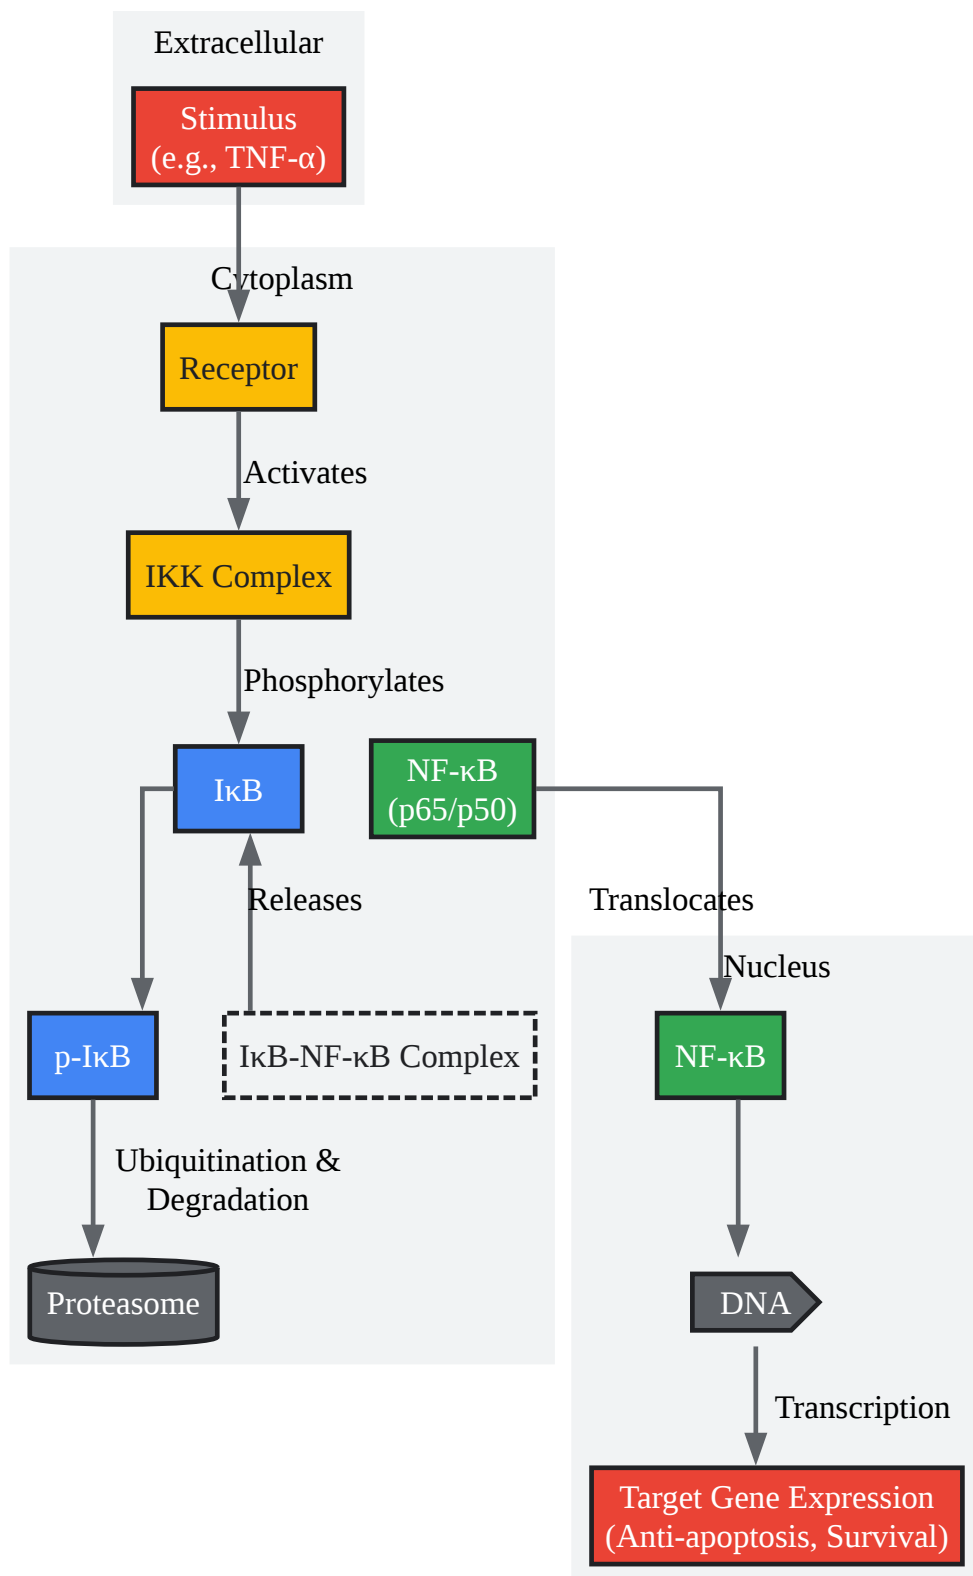 Extracellular
Stimulus
(e.g., TNF-α)
Cytoplasm
Receptor
Activates
IKK Complex
Phosphorylates
IκB
NF-κB
(p65/p50)
Releases
Translocates
Nucleus
p-IκB
IκB-NF-κB Complex
NF-κB
Ubiquitination &
Degradation
Proteasome
DNA
Transcription
Target Gene Expression
(Anti-apoptosis, Survival)